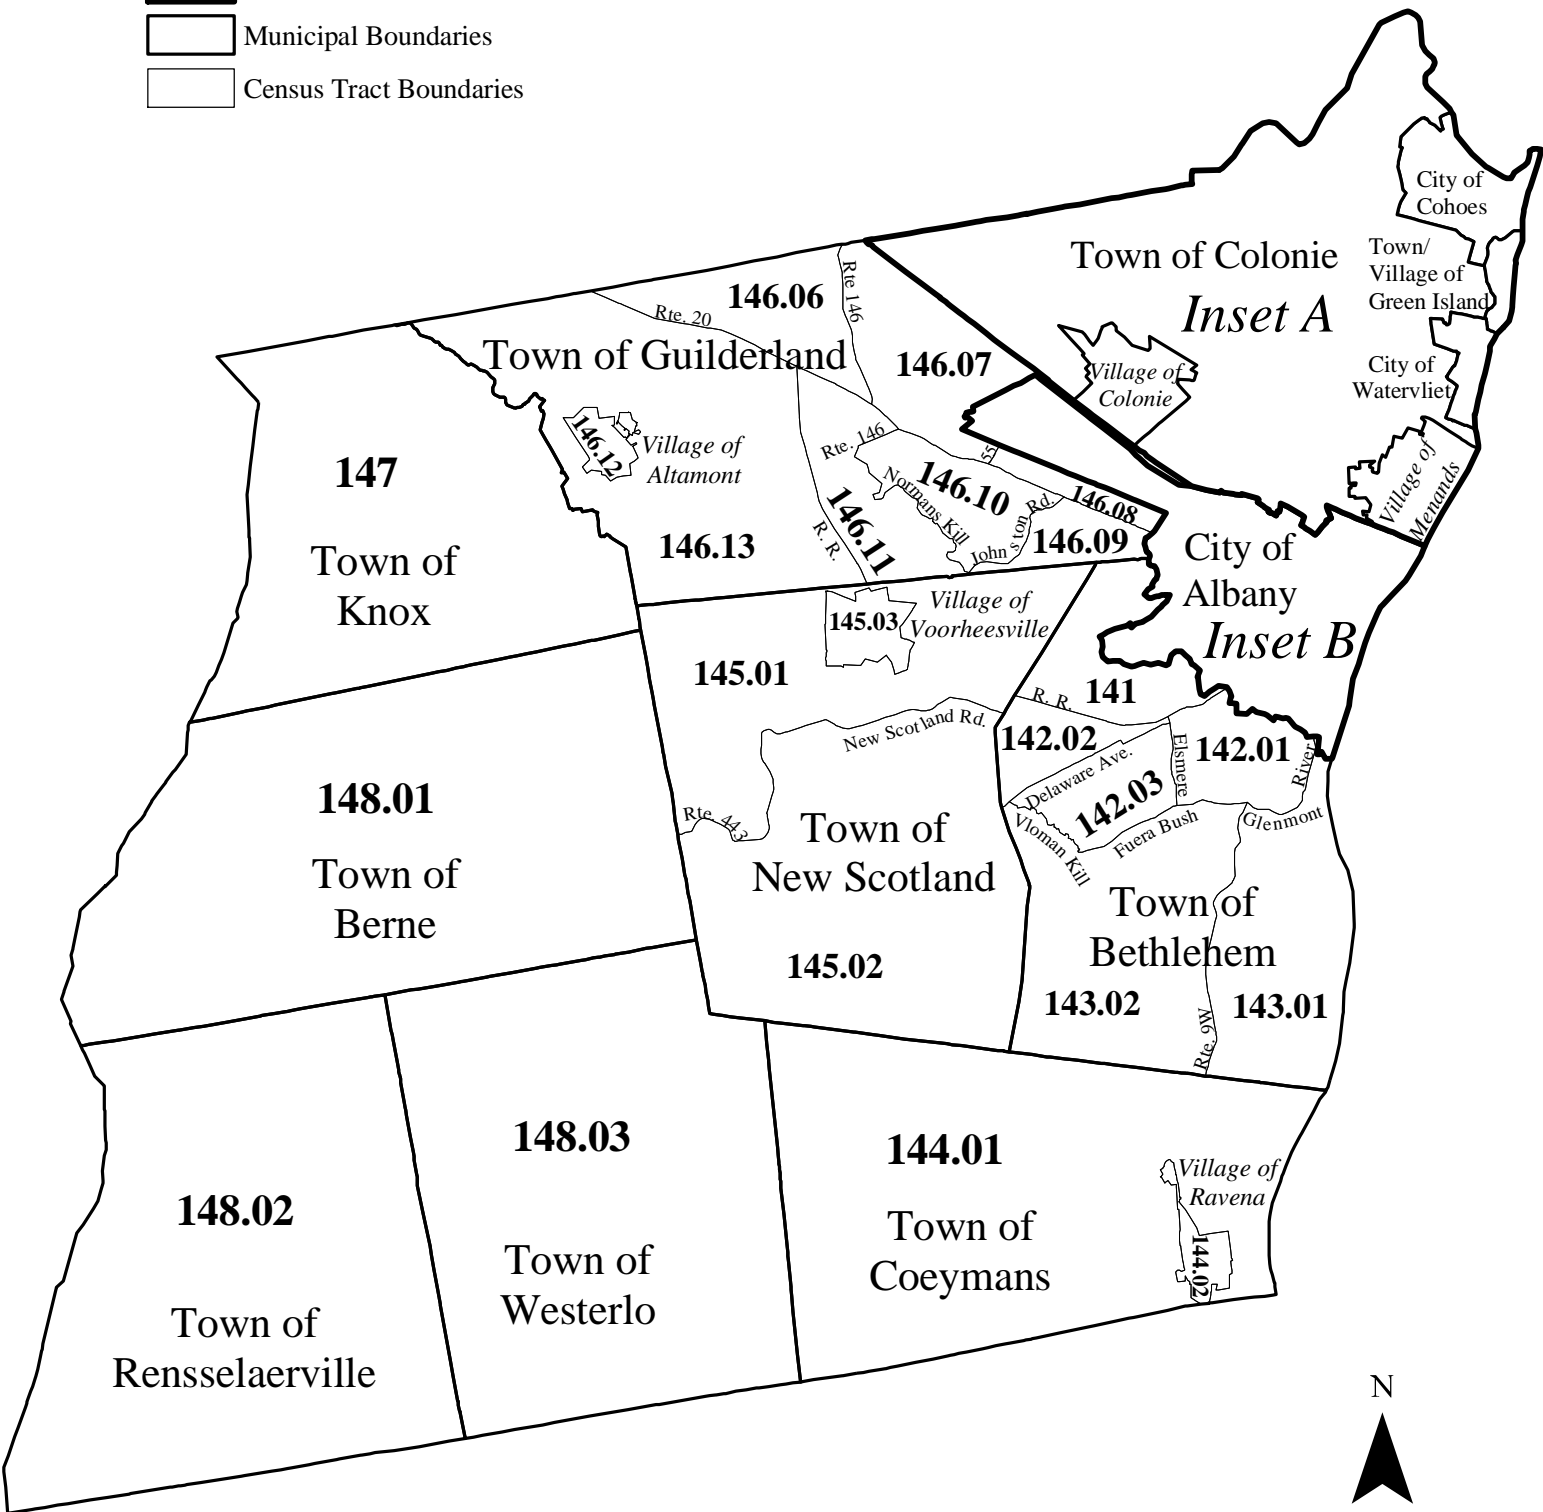 Municipal Boundaries
Census Tract Boundaries
City of
Cohoes
Town of Colonie
Inset A
Town/
Village of
Green Island
City of
Watervliet
Village of
Colonie
Village of
Menands
146.06
Rte 146
Rte. 20
Town of Guilderland
146.07
147
Town of
Knox
146.12
Village of
Altamont
Rte. 146
55
146.10
Normans Kill
146.08
Johnston Rd.
146.09
146.11
R. R.
146.13
City of
Albany
Inset B
145.03
Village of
Voorheesville
145.01
New Scotland Rd.
R. R.
141
142.02
Elsmere
142.01
River
Delaware Ave.
142.03
Vloman Kill
Fuera Bush
Glenmont
148.01
Town of
Berne
Rte. 443
Town of
New Scotland
145.02
Town of
Bethlehem
143.02
143.01
Rte. 9W
148.02
Town of
Rensselaerville
148.03
Town of
Westerlo
144.01
Town of
Coeymans
Village of
Ravena
144.02
N